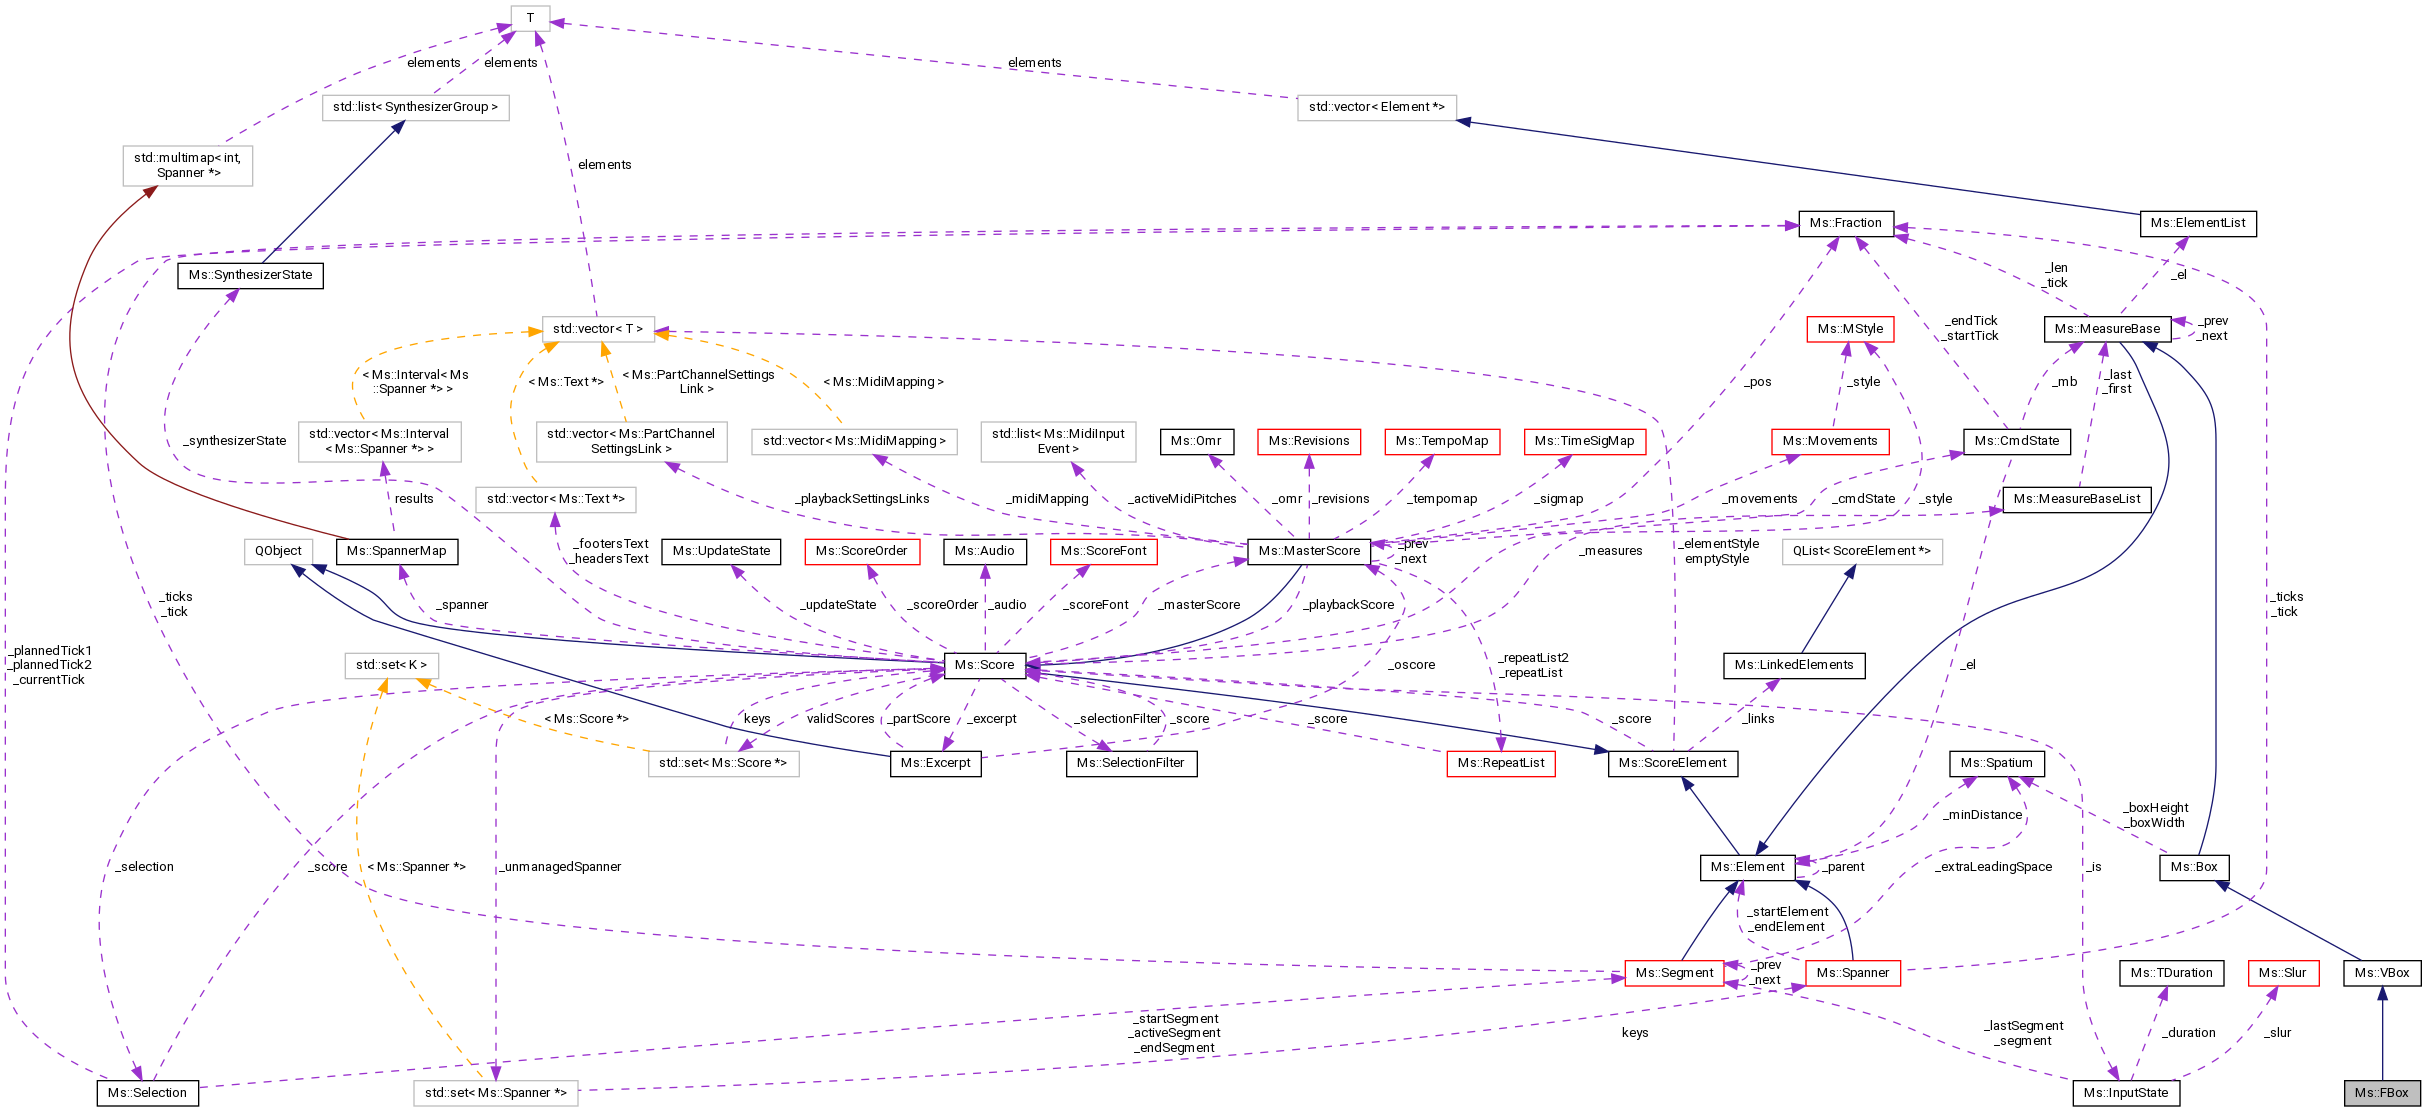 T
elements
elements
elements
std::list< SynthesizerGroup >
std::vector< Element *>
std::multimap< int,
Spanner *>
elements
Ms::Fraction
Ms::ElementList
Ms::SynthesizerState
_len
_tick
_el
std::vector< T >
Ms::MStyle
_endTick
_startTick
Ms::MeasureBase
_prev
_next
< Ms::Interval< Ms
::Spanner *> >
< Ms::Text *>
< Ms::PartChannelSettings
Link >
< Ms::MidiMapping >
_pos
_style
_mb
_last
_first
_synthesizerState
std::vector< Ms::Interval
< Ms::Spanner *> >
std::vector< Ms::PartChannel
SettingsLink >
std::vector< Ms::MidiMapping >
std::list< Ms::MidiInput
Event >
Ms::Omr
Ms::Revisions
Ms::TempoMap
Ms::TimeSigMap
Ms::Movements
Ms::CmdState
results
std::vector< Ms::Text *>
_playbackSettingsLinks
_midiMapping
_activeMidiPitches
_omr
_revisions
_tempomap
_sigmap
_movements
_cmdState
_style
Ms::MeasureBaseList
QObject
Ms::SpannerMap
_footersText
_headersText
Ms::UpdateState
Ms::ScoreOrder
Ms::Audio
Ms::ScoreFont
Ms::MasterScore
_prev
_next
_measures
_elementStyle
emptyStyle
QList< ScoreElement *>
_ticks
_tick
_spanner
_updateState
_scoreOrder
_audio
_scoreFont
_masterScore
_playbackScore
_ticks
_tick
_plannedTick1
_plannedTick2
_currentTick
std::set< K >
Ms::Score
_oscore
_repeatList2
_repeatList
Ms::LinkedElements
_el
< Ms::Score *>
keys
validScores
_partScore
_excerpt
_selectionFilter
_score
_score
_score
_links
std::set< Ms::Score *>
Ms::Excerpt
Ms::SelectionFilter
Ms::RepeatList
Ms::ScoreElement
Ms::Spatium
_minDistance
_boxHeight
_boxWidth
_selection
_score
< Ms::Spanner *>
_unmanagedSpanner
Ms::Element
_parent
_extraLeadingSpace
_is
Ms::Box
_startElement
_endElement
Ms::Segment
_prev
_next
Ms::Spanner
Ms::TDuration
Ms::Slur
Ms::VBox
_startSegment
_activeSegment
_endSegment
keys
_lastSegment
_segment
_duration
_slur
Ms::Selection
std::set< Ms::Spanner *>
Ms::InputState
Ms::FBox